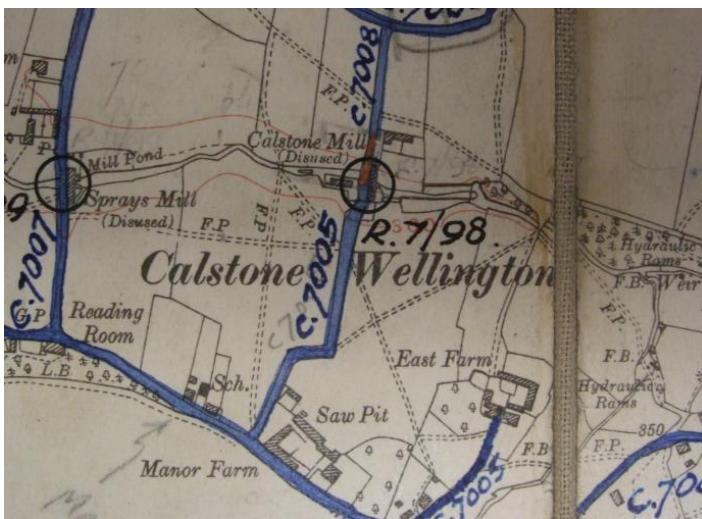 C.7008
F.P.
Calstone Mill
(Disused)
P
Mill Pond
Sprays Mill
(Disused)
F.P.
F.P.
F.P.
C.7007
C.7005
R.7/98.
Calstone Wellington
Hydraulic
Rams
F.B.
Weir
F.P.
G.P.
Reading
Room
L.B.
Sch.
East Farm
F.B.
Hydraulic
Rams
Saw Pit
Manor Farm
F.B
F.P.
350
C.7005